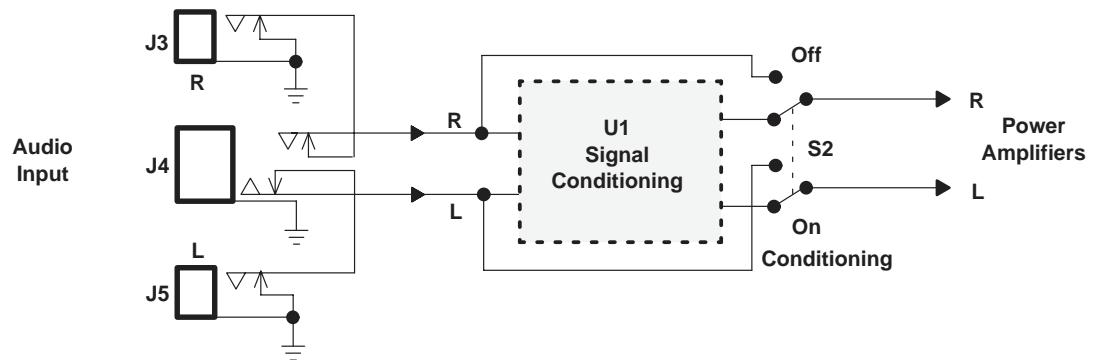 J3
R
Audio
Input
J4
L
J5
R
L
U1
Signal
Conditioning
Off
S2
On
Conditioning
R
Power
Amplifiers
L